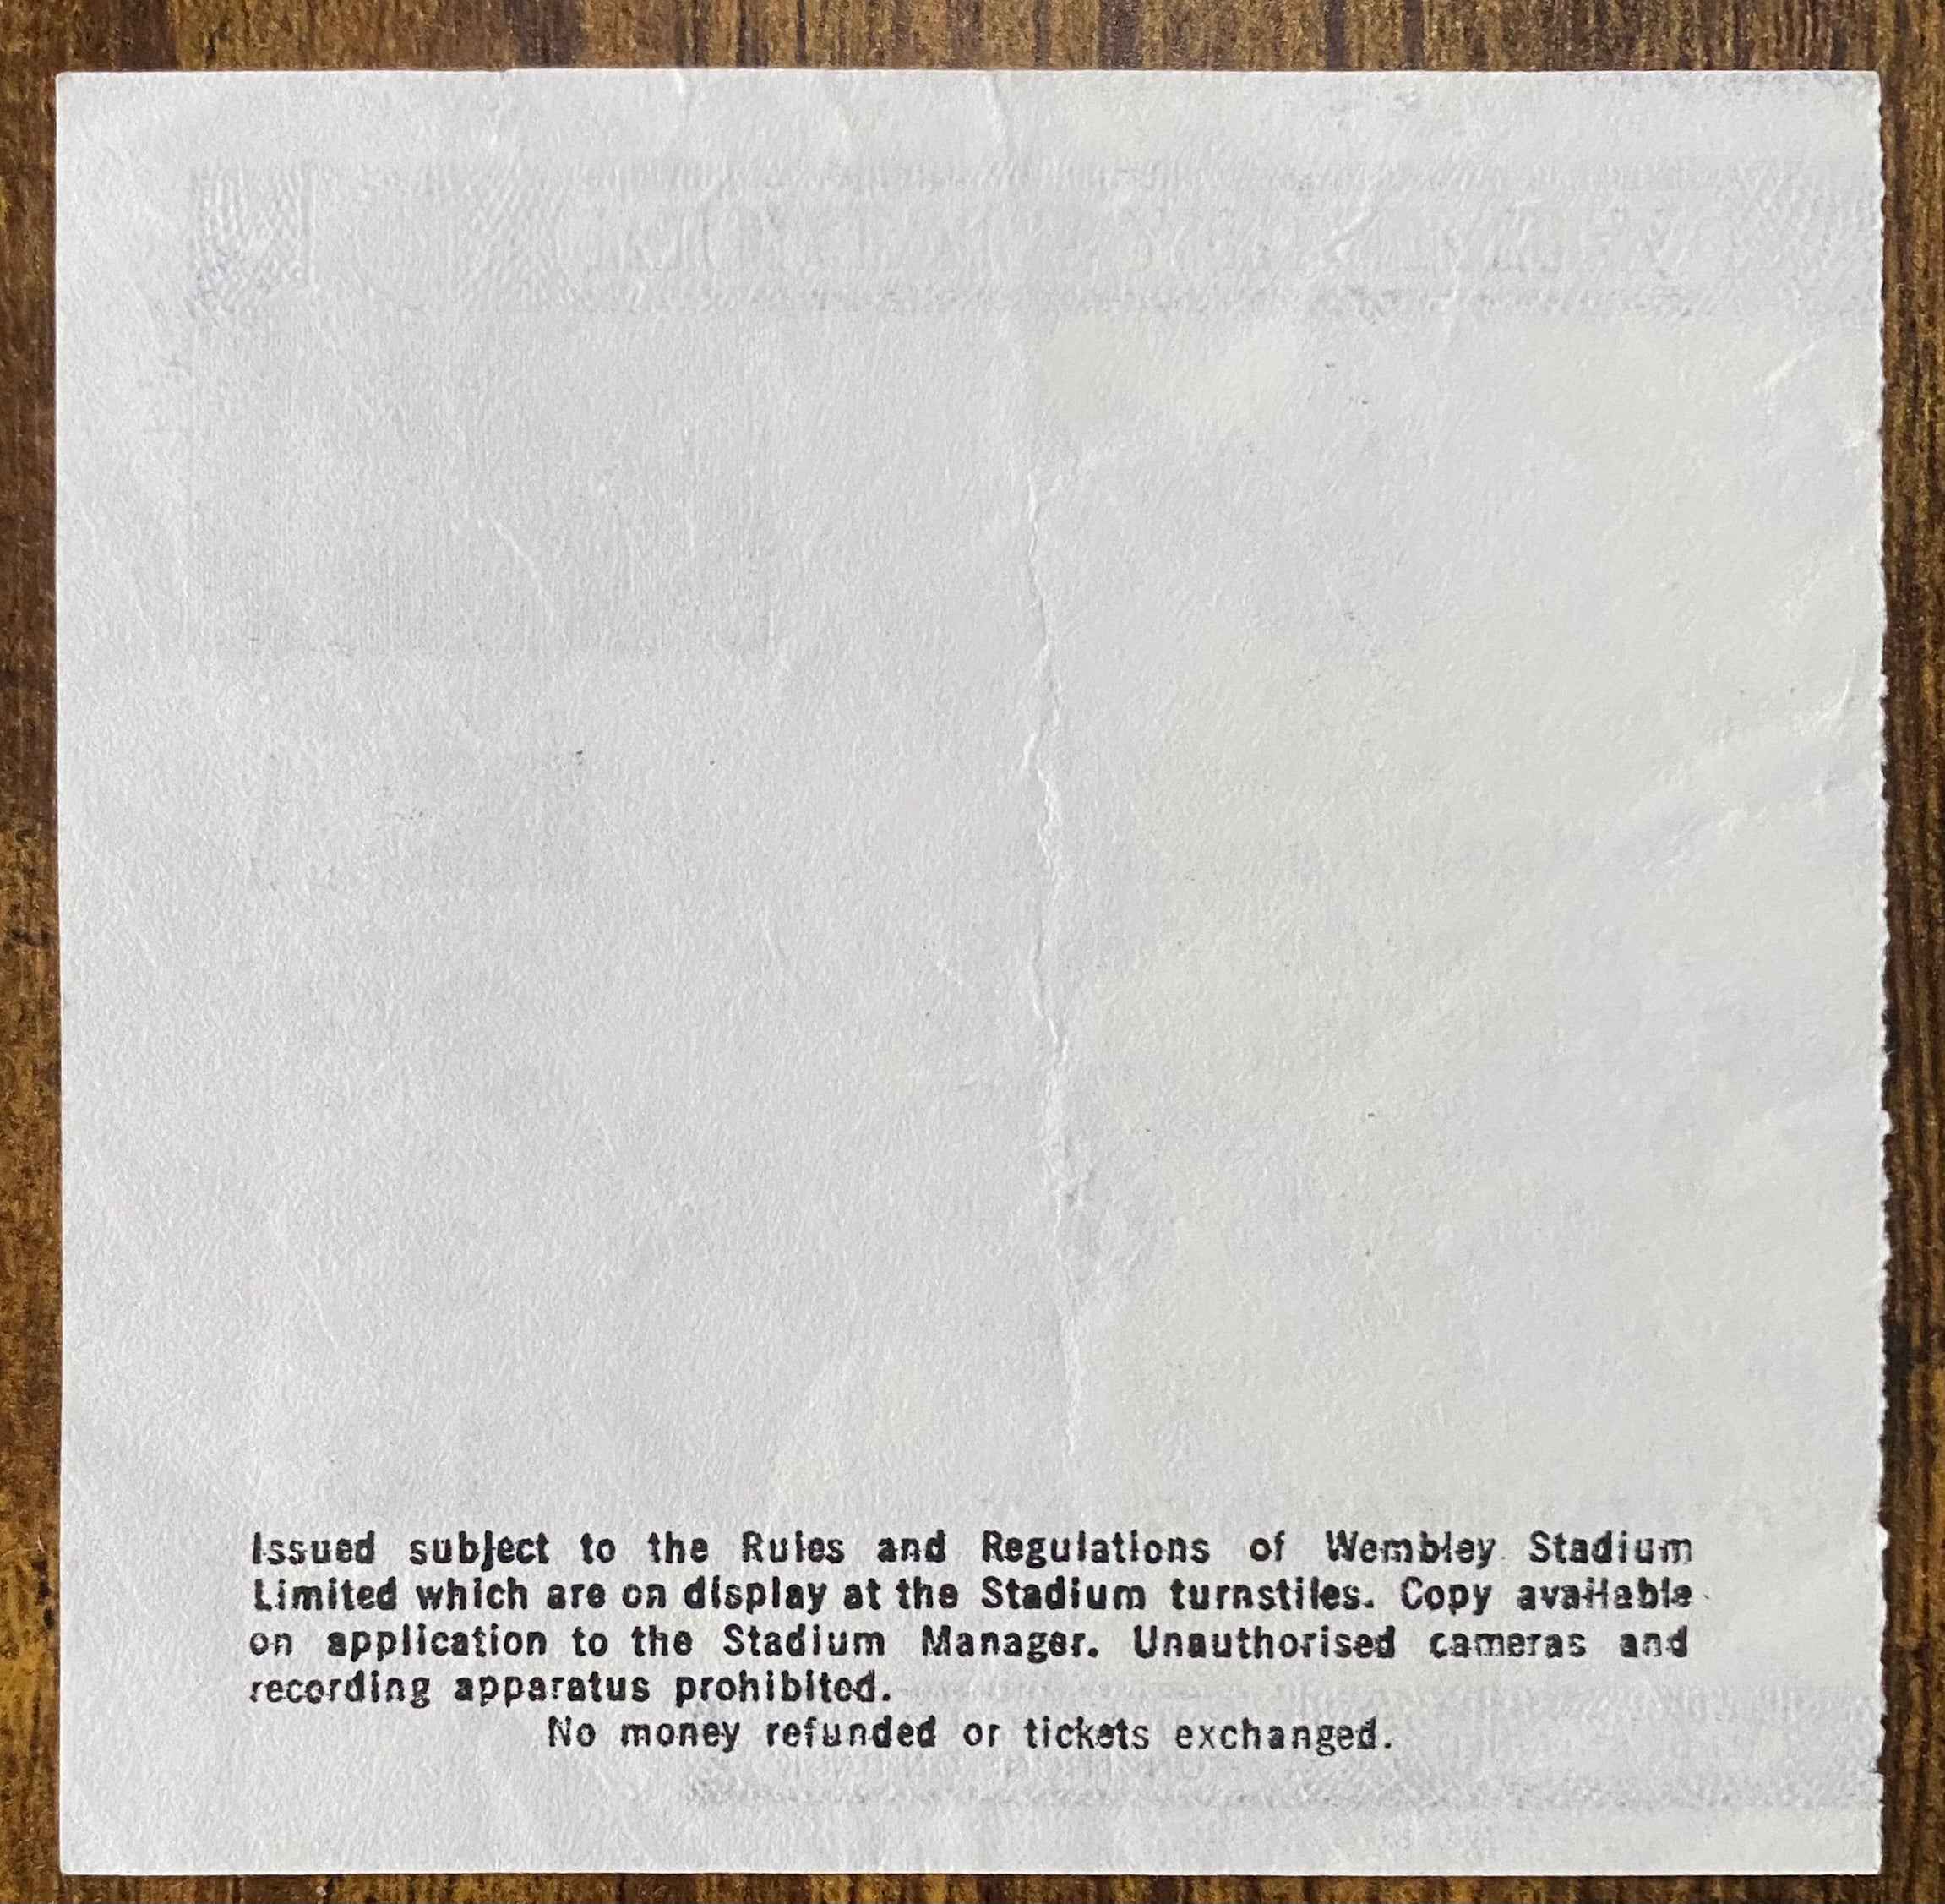 Issued subject to the Rules and Regulations of Wembley Stadium
Limited which are on display at the Stadium turnstiles. Copy available
on application to the Stadium Manager. Unauthorised cameras and
recording apparatus prohibited.
No money refunded or tickets exchanged.